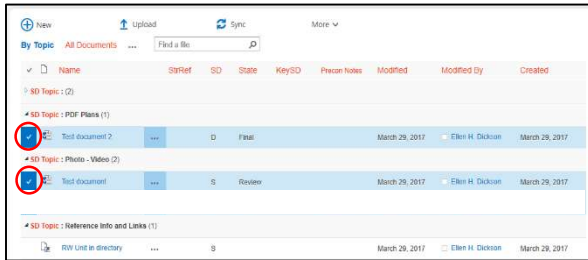 New Upload Sync More
By Topic All Documents ... Find a file
Name StrRef SD State KeySD Precon Notes Modified Modified By Created
SD Topic : (2)
SD Topic : PDF Plans (1)
Test document 2 ... D Final March 29, 2017 Ellen H. Dickson March 29, 2017
SD Topic : Photo - Video (2)
Test document ... S Review March 29, 2017 Ellen H. Dickson March 29, 2017
SD Topic : Reference Info and Links (1)
RW Unit in directory ... S March 29, 2017 Ellen H. Dickson March 29, 2017